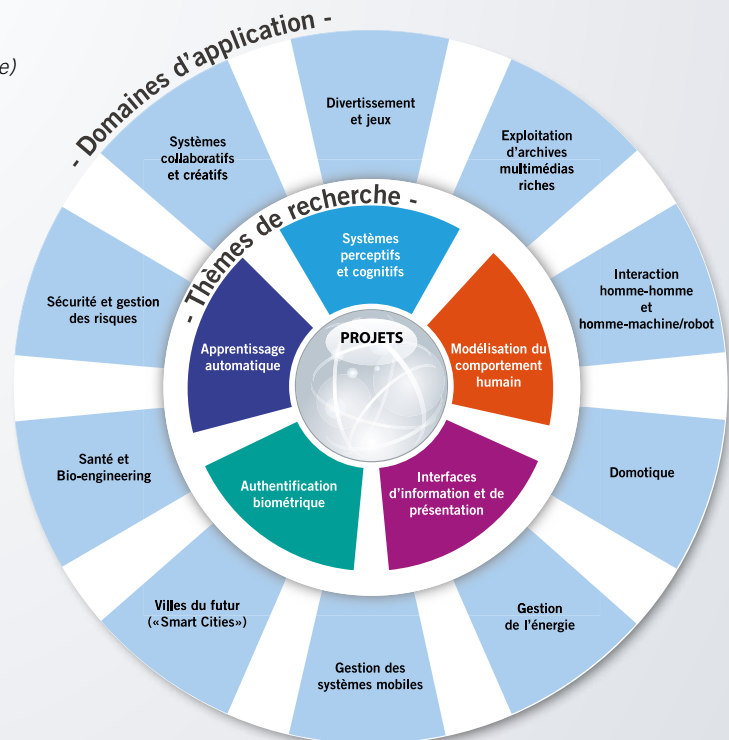 e)
- Domaines d'application -
Divertissement
et jeux
Exploitation
d'archives
multimédias
riches
Interaction
homme-homme
et
homme-machine/robot
Domotique
Gestion
de l'énergie
Gestion des
systèmes mobiles
Villes du futur
(«Smart Cities»)
Santé et
Bio-engineering
Sécurité et gestion
des risques
Systèmes
collaboratifs
et créatifs
- Thèmes de recherche -
Systèmes
perceptifs
et cognitifs
Modélisation du
comportement
humain
Interfaces
d'information et de
présentation
Authentification
biométrique
Apprentissage
automatique
PROJETS